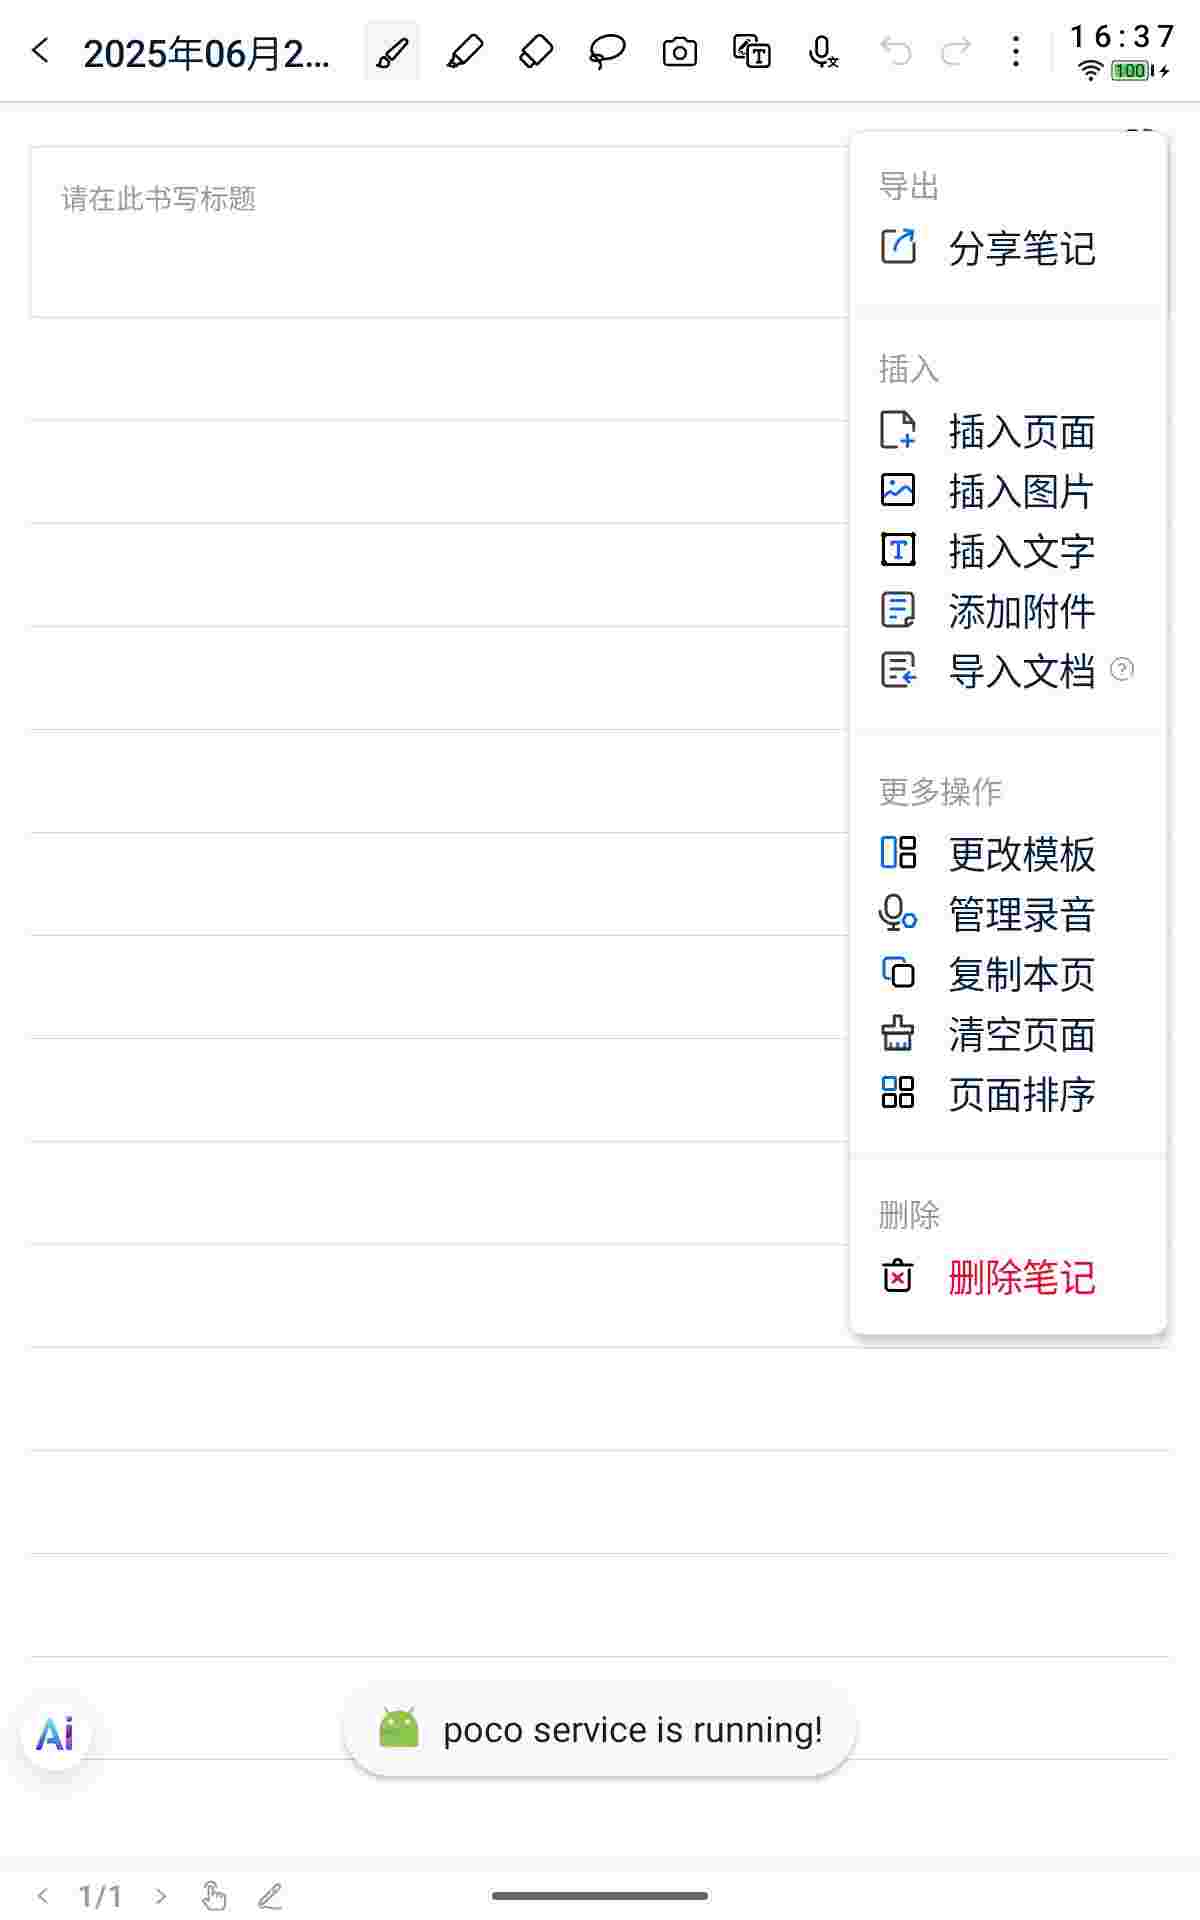 2025年06月2...
16:37
100
请在此书写标题
导出
分享笔记
插入
插入页面
插入图片
插入文字
添加附件
导入文档
更多操作
更改模板
管理录音
复制本页
清空页面
页面排序
删除
删除笔记
Ai
poco service is running!
1/1